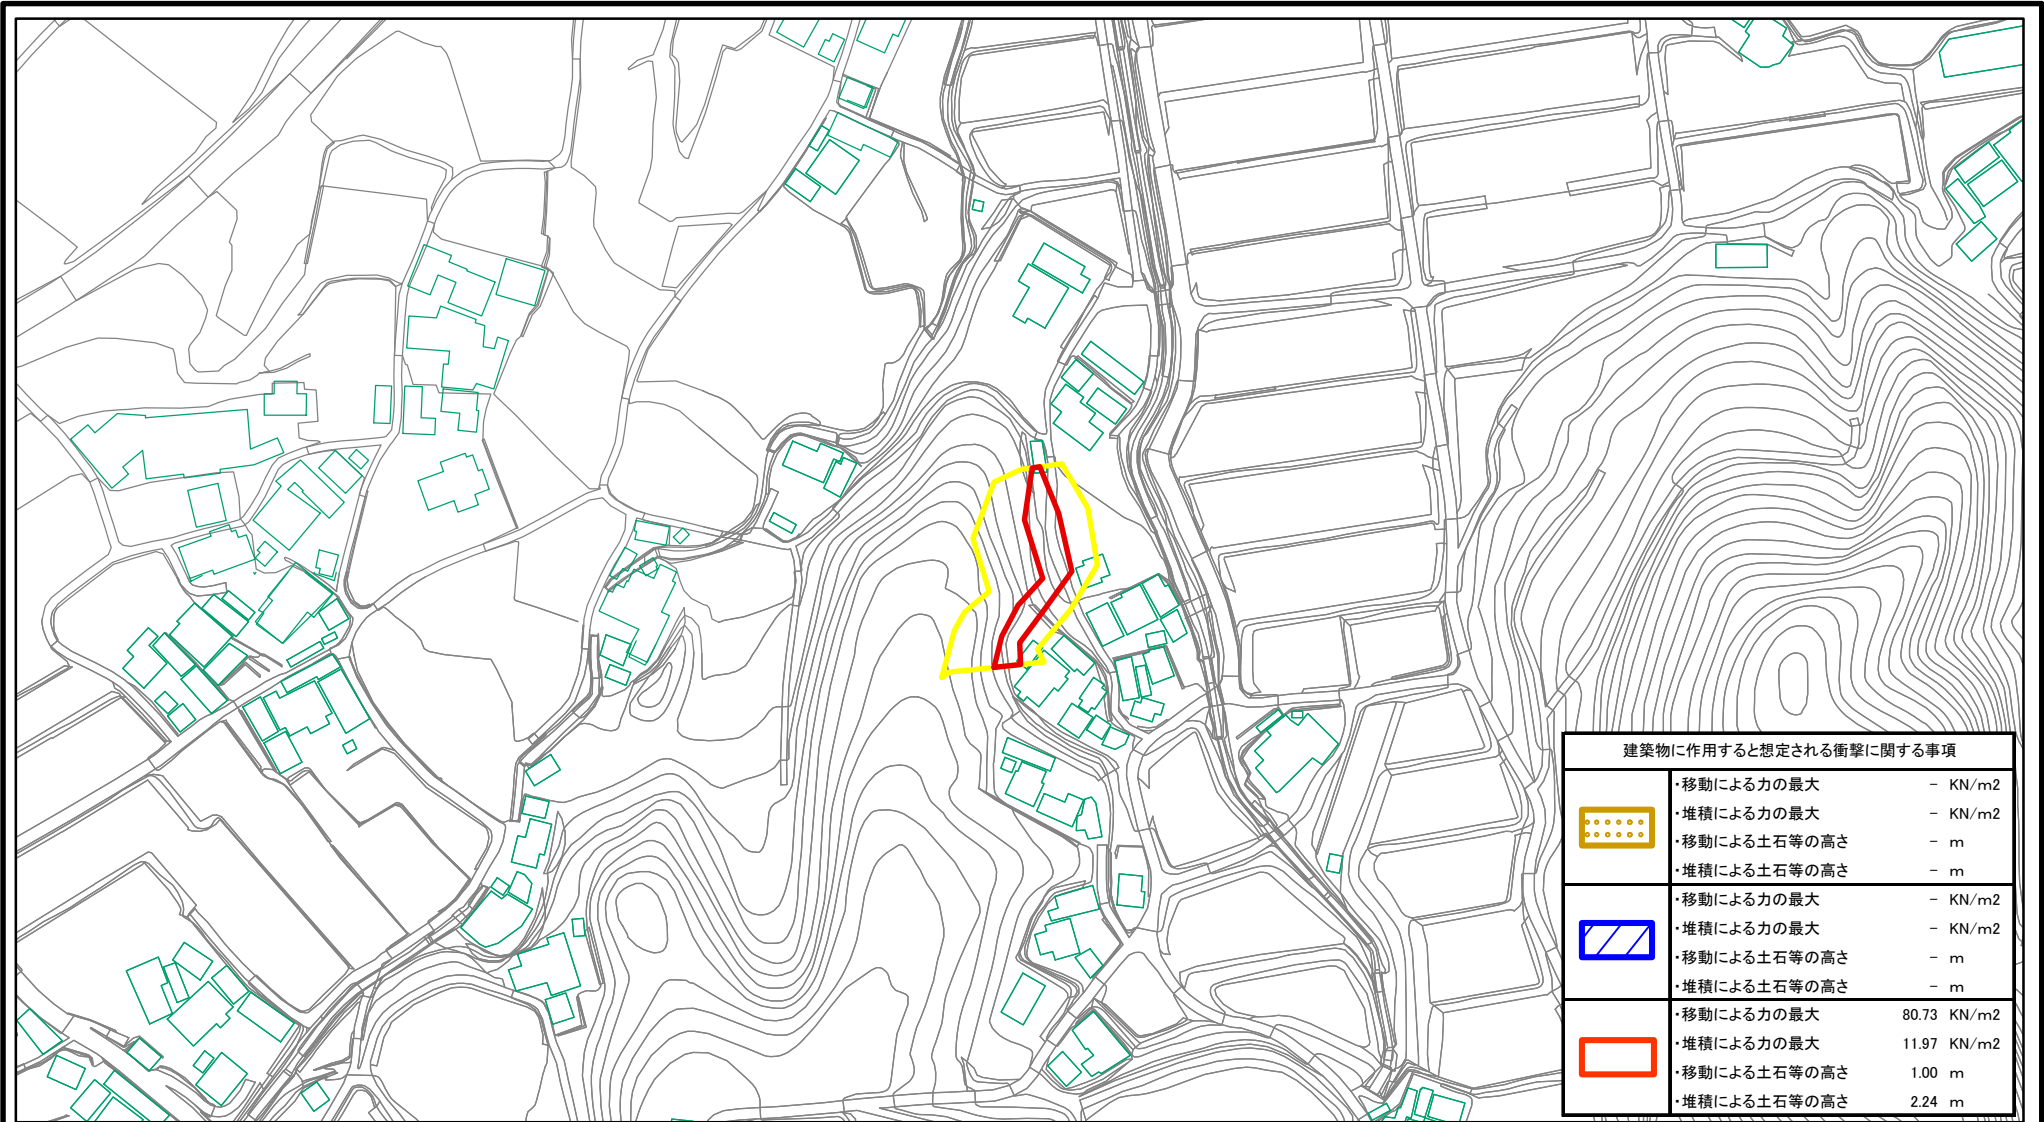 建築物に作用すると想定される衝撃に関する事項
・移動による力の最大 － KN/m2
・堆積による力の最大 － KN/m2
・移動による土石等の高さ － m
・堆積による土石等の高さ － m
・移動による力の最大 － KN/m2
・堆積による力の最大 － KN/m2
・移動による土石等の高さ － m
・堆積による土石等の高さ － m
・移動による力の最大 80.73 KN/m2
・堆積による力の最大 11.97 KN/m2
・移動による土石等の高さ 1.00 m
・堆積による土石等の高さ 2.24 m